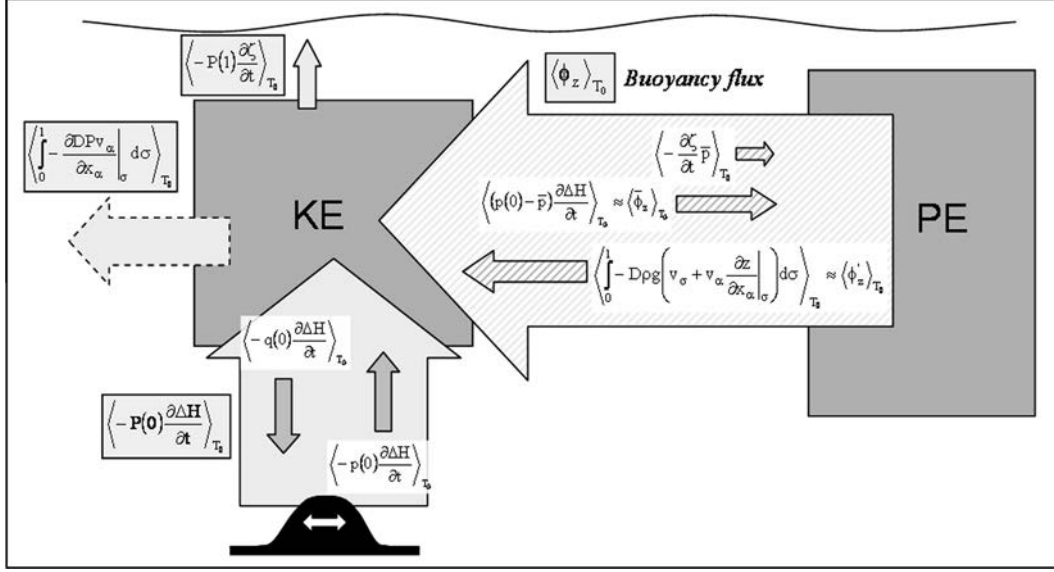 ⟨-P(1) ∂ζ/∂t⟩_T₀
⟨ϕ_z⟩_T₀ Buoyancy flux
⟨∫₀¹ - ∂DPv_α/∂x_α |_σ dσ⟩_T₀
⟨-∂ζ/∂t p̅⟩_T₀
KE
⟨(p(0) - p̅) ∂ΔH/∂t⟩_T₀ ≈ ⟨ϕ̅_z⟩_T₀
PE
⟨∫₀¹ - Dρg(v_σ + v_α ∂z/∂x_α |_σ)dσ⟩_T₀ ≈ ⟨ϕ'_z⟩_T₀
⟨-q(0) ∂ΔH/∂t⟩_T₀
⟨-P(0) ∂ΔH/∂t⟩_T₀
⟨-p(0) ∂ΔH/∂t⟩_T₀